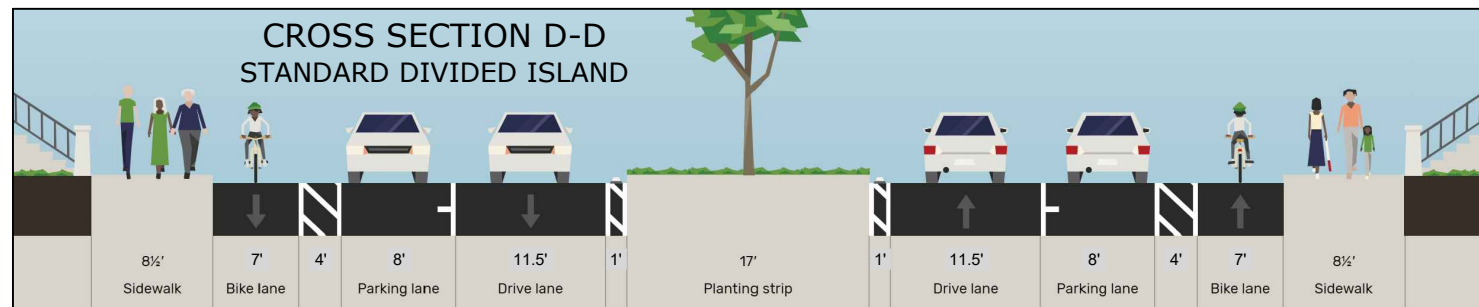 CROSS SECTION D-D
STANDARD DIVIDED ISLAND
8½' 7' 4' 8' 11.5' 1' 17' 1' 11.5' 8' 4' 7' 8½'
Sidewalk Bike lane Parking lane Drive lane Planting strip Drive lane Parking lane Bike lane Sidewalk